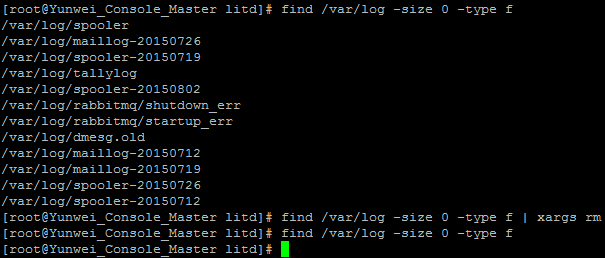 [root@Yunwei_Console_Master litd]# find /var/log -size 0 -type f
/var/log/spooler
/var/log/maillog-20150726
/var/log/spooler-20150719
/var/log/tallylog
/var/log/spooler-20150802
/var/log/rabbitmq/shutdown_err
/var/log/rabbitmq/startup_err
/var/log/dmesg.old
/var/log/maillog-20150712
/var/log/maillog-20150719
/var/log/spooler-20150726
/var/log/spooler-20150712
[root@Yunwei_Console_Master litd]# find /var/log -size 0 -type f | xargs rm
[root@Yunwei_Console_Master litd]# find /var/log -size 0 -type f
[root@Yunwei_Console_Master litd]#